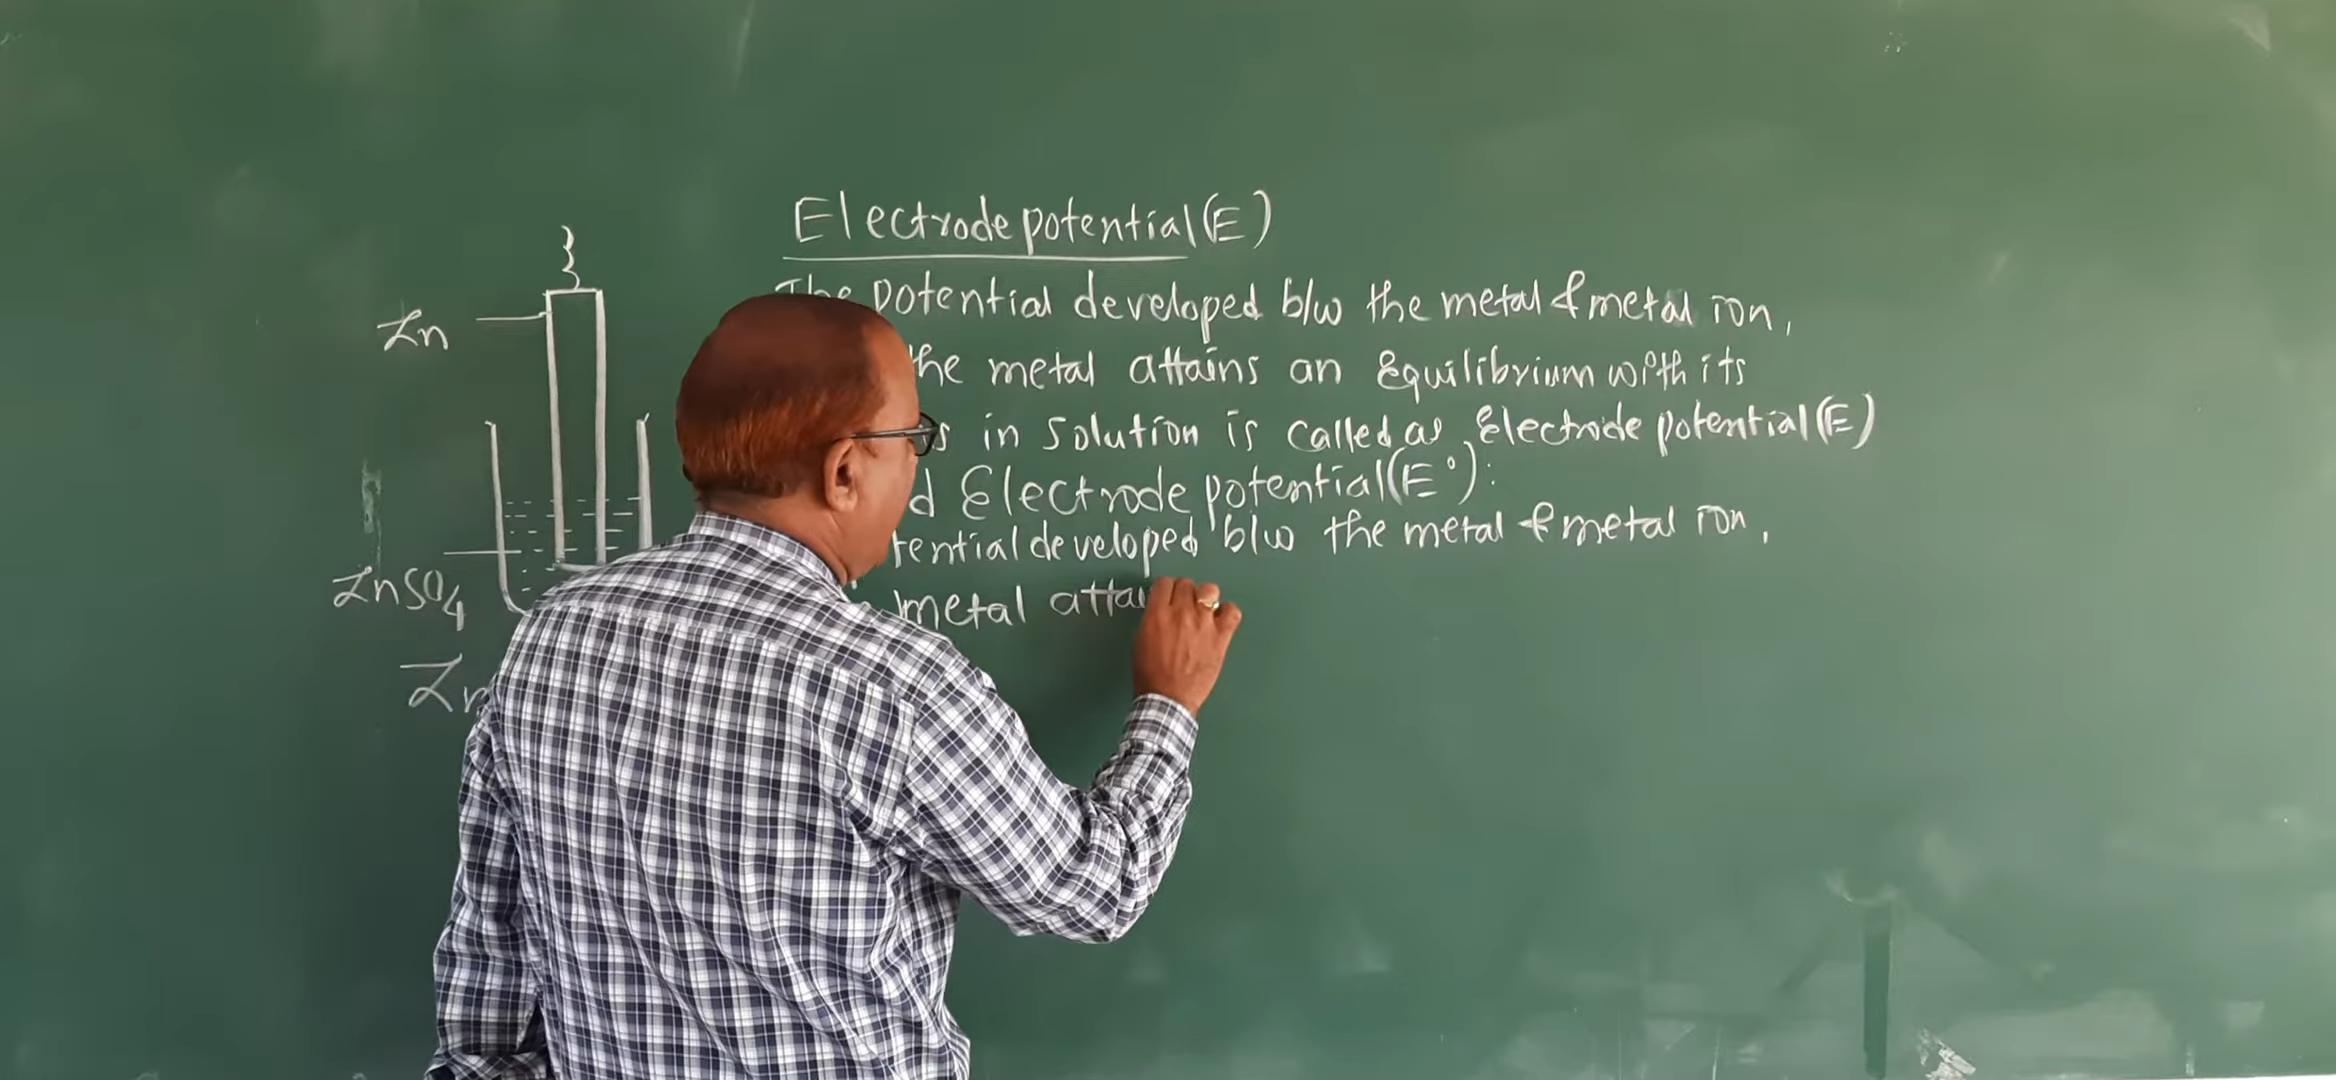 Electrode potential (E)
The potential developed b/w the metal & metal ion,
the metal attains an Equilibrium with its
in solution is called as Electrode potential (E)
Electrode potential (E°):
developed b/w the metal & metal ion,
metal
Zn
ZnSO4